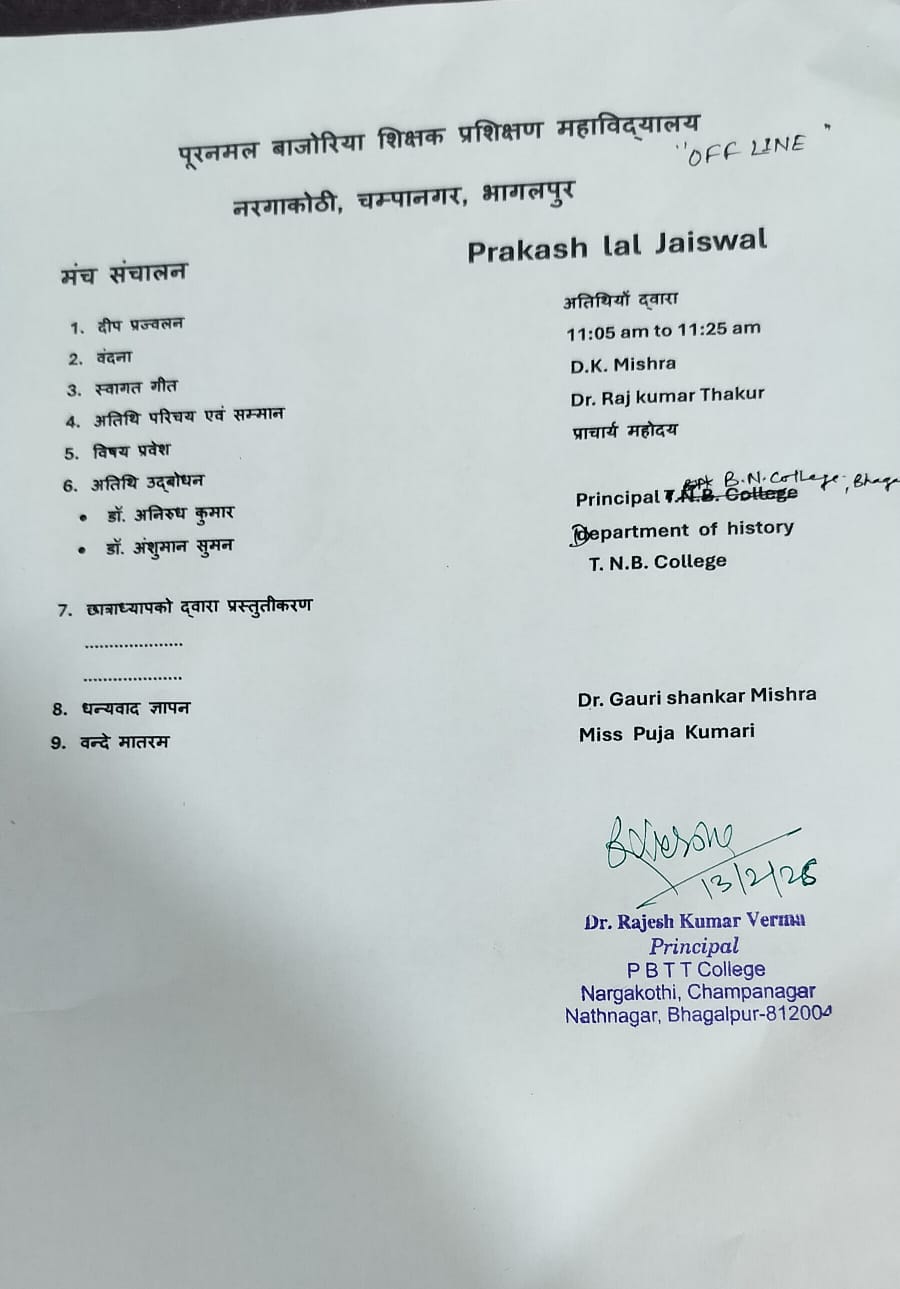 पूरनमल बाजोरिया शिक्षक प्रशिक्षण महाविद्यालय
"OFF LINE"
नरगाकोठी, चम्पानगर, भागलपुर
मंच संचालन Prakash lal Jaiswal
1. दीप प्रज्वलन अतिथियों द्वारा
2. वंदना 11:05 am to 11:25 am
3. स्वागत गीत D.K. Mishra
4. अतिथि परिचय एवं सम्मान Dr. Raj kumar Thakur
5. विषय प्रवेश प्राचार्य महोदय
6. अतिथि उद्बोधन
B.N. College, Bhaga
• डॉ. अनिरुध कुमार Principal T.N.B. College
• डॉ. अंशुमान सुमन Department of history
T. N.B. College
7. छात्राध्यापको द्वारा प्रस्तुतीकरण
....................
....................
8. धन्यवाद ज्ञापन Dr. Gauri shankar Mishra
9. वन्दे मातरम Miss Puja Kumari
13/2/26
Dr. Rajesh Kumar Verma
Principal
P B T T College
Nargakothi, Champanagar
Nathnagar, Bhagalpur-812004